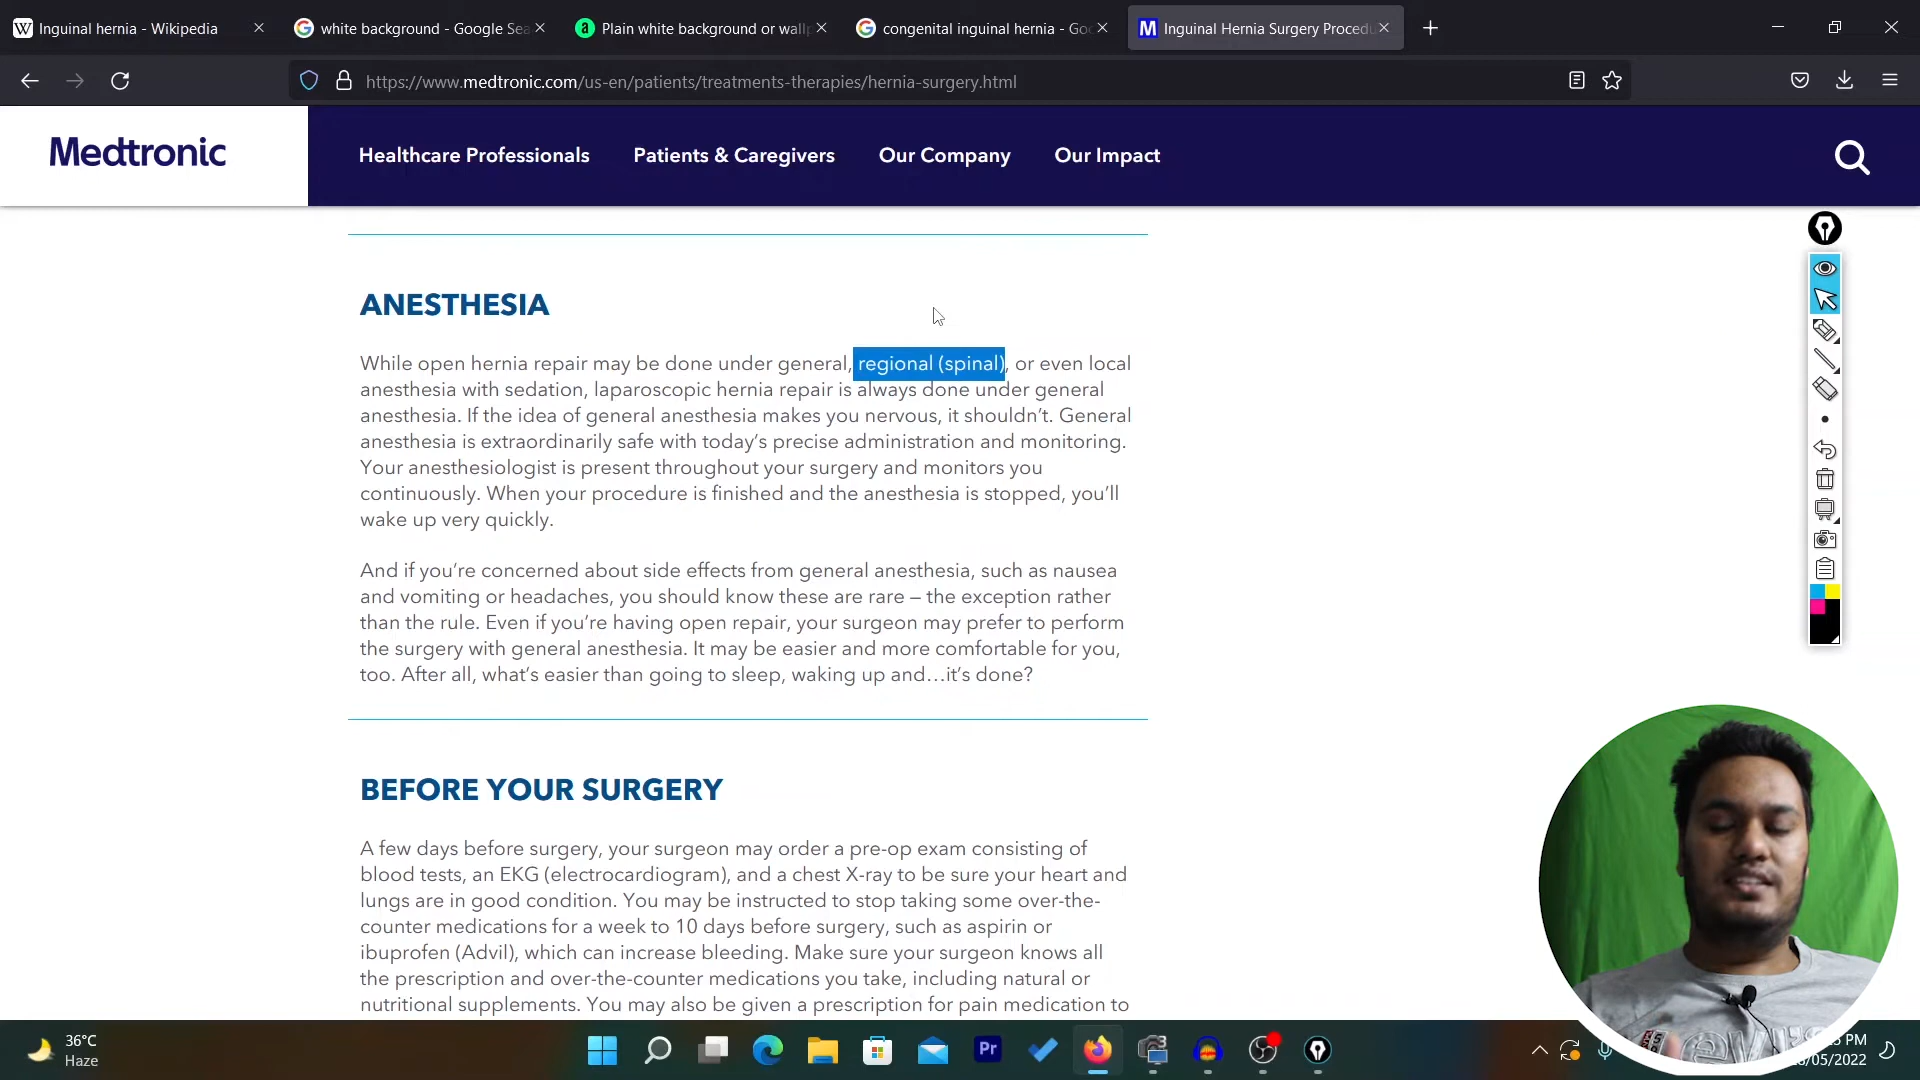 Inguinal hernia - Wikipedia
white background - Google Sea
Plain white background or wallp
congenital inguinal hernia - Goo
Inguinal Hernia Surgery Procedu
https://www.medtronic.com/us-en/patients/treatments-therapies/hernia-surgery.html
Medtronic
Healthcare Professionals
Patients & Caregivers
Our Company
Our Impact
ANESTHESIA
While open hernia repair may be done under general, regional (spinal), or even local
anesthesia with sedation, laparoscopic hernia repair is always done under general
anesthesia. If the idea of general anesthesia makes you nervous, it shouldn't. General
anesthesia is extraordinarily safe with today's precise administration and monitoring.
Your anesthesiologist is present throughout your surgery and monitors you
continuously. When your procedure is finished and the anesthesia is stopped, you'll
wake up very quickly.
And if you're concerned about side effects from general anesthesia, such as nausea
and vomiting or headaches, you should know these are rare – the exception rather
than the rule. Even if you're having open repair, your surgeon may prefer to perform
the surgery with general anesthesia. It may be easier and more comfortable for you,
too. After all, what's easier than going to sleep, waking up and…it's done?
BEFORE YOUR SURGERY
A few days before surgery, your surgeon may order a pre-op exam consisting of
blood tests, an EKG (electrocardiogram), and a chest X-ray to be sure your heart and
lungs are in good condition. You may be instructed to stop taking some over-the-
counter medications for a week to 10 days before surgery, such as aspirin or
ibuprofen (Advil), which can increase bleeding. Make sure your surgeon knows all
the prescription and over-the-counter medications you take, including natural or
nutritional supplements. You may also be given a prescription for pain medication to
36°C
Haze
Pr
PM
/05/2022